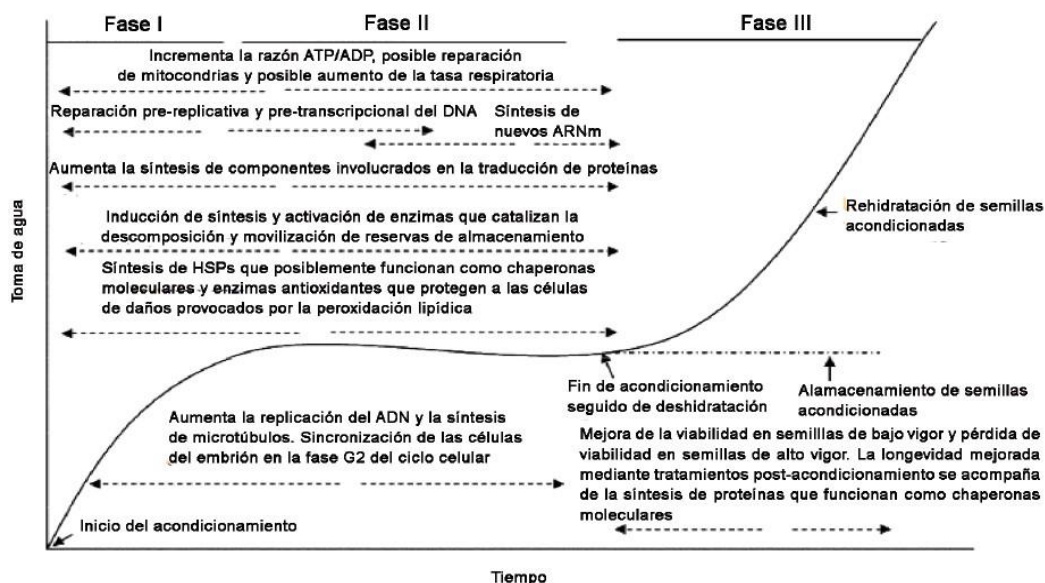 Fase I
Fase II
Fase III
Incrementa la razón ATP/ADP, posible reparación
de mitocondrias y posible aumento de la tasa respiratoria
Reparación pre-replicativa y pre-transcripcional del DNA
Síntesis de
nuevos ARNm
Aumenta la síntesis de componentes involucrados en la traducción de proteínas
Inducción de síntesis y activación de enzimas que catalizan la
descomposición y movilización de reservas de almacenamiento
Síntesis de HSPs que posiblemente funcionan como chaperonas
moleculares y enzimas antioxidantes que protegen a las células
de daños provocados por la peroxidación lipídica
Toma de agua
Rehidratación de semillas
acondicionadas
Fin de acondicionamiento
seguido de deshidratación
Alamacenamiento de semillas
acondicionadas
Aumenta la replicación del ADN y la síntesis
de microtúbulos. Sincronización de las células
del embrión en la fase G2 del ciclo celular
Mejora de la viabilidad en semilllas de bajo vigor y pérdida de
viabilidad en semillas de alto vigor. La longevidad mejorada
mediante tratamientos post-acondicionamiento se acompaña
de la síntesis de proteínas que funcionan como chaperonas
moleculares
Inicio del acondicionamiento
Tiempo